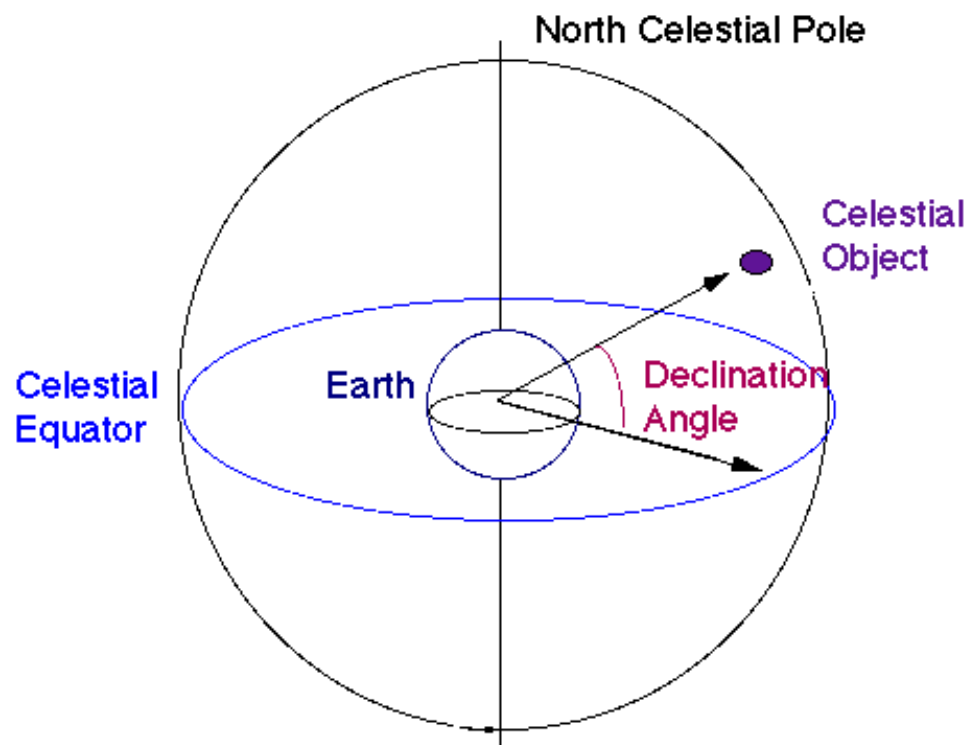 North Celestial Pole
Celestial
Object
Celestial
Equator
Earth
Declination
Angle